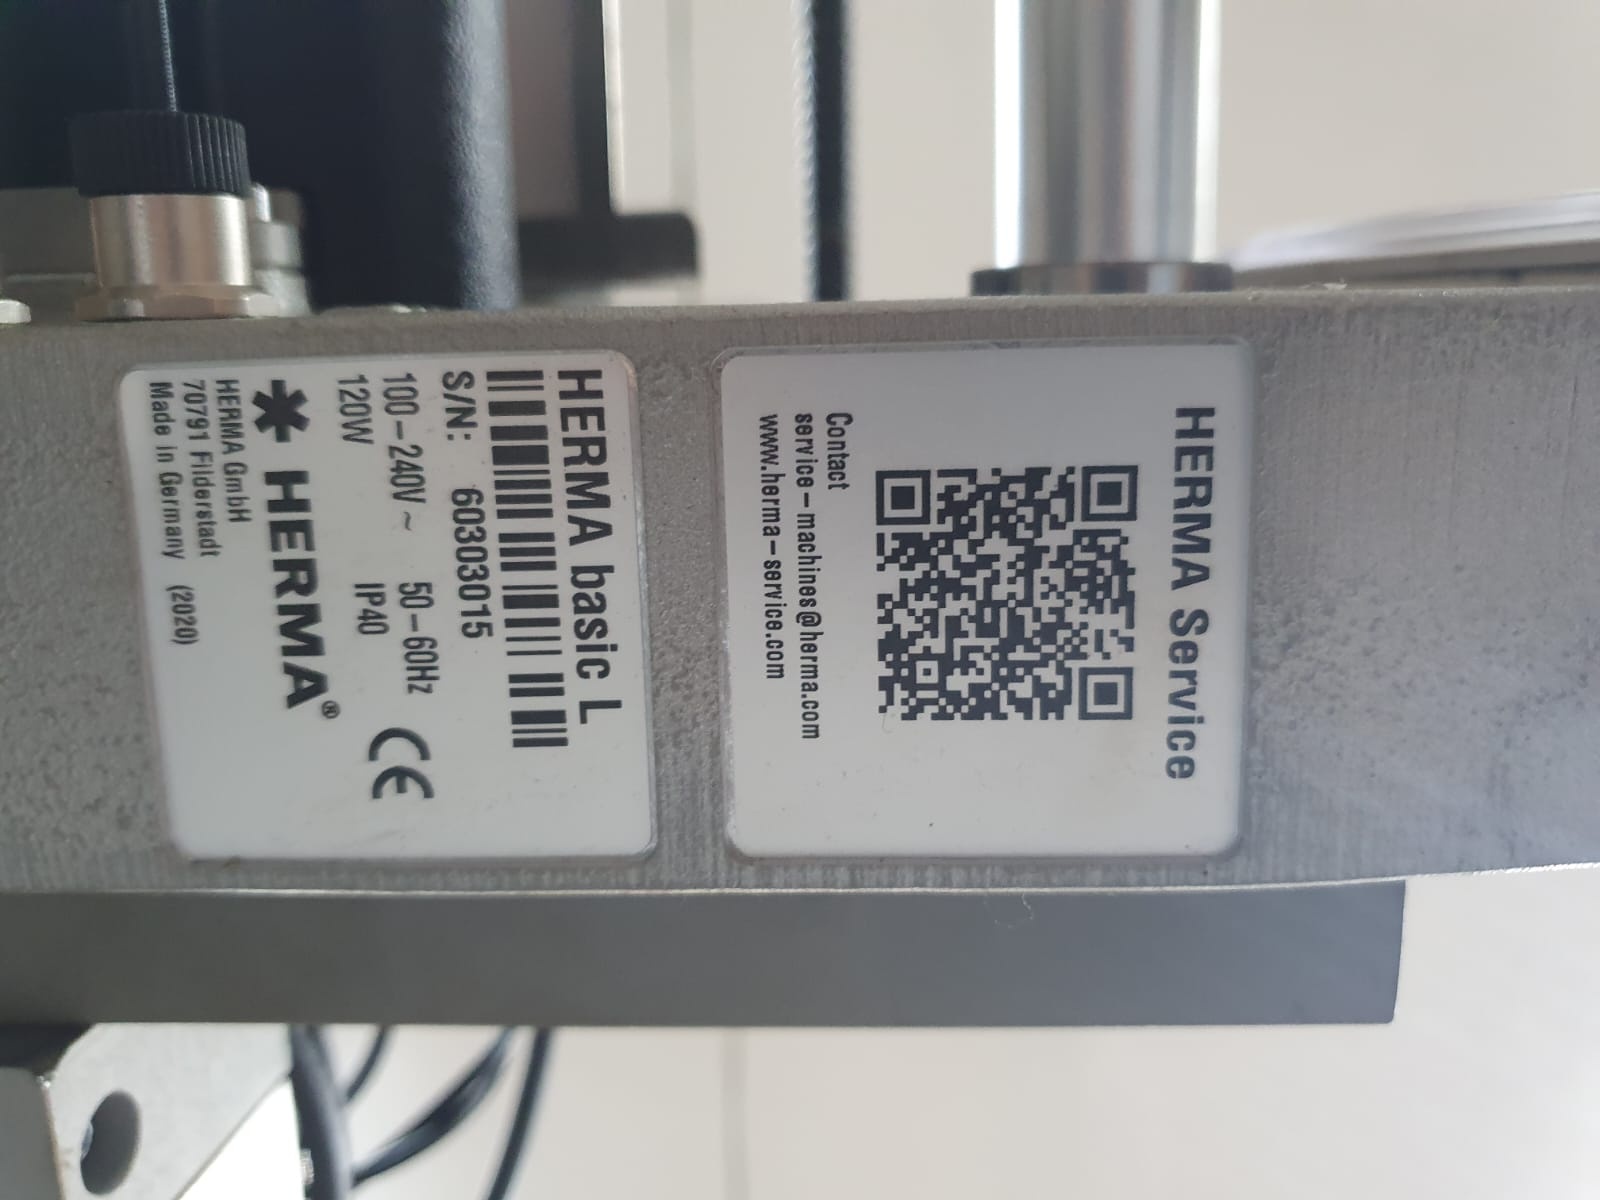 HERMA Service
Contact
service-machines@herma.com
www.herma-service.com
HERMA basic L
S/N: 60303015
100-240V ~ 50-60Hz
120W IP40
CE
HERMA®
HERMA GmbH
70791 Filderstadt
Made in Germany (2020)